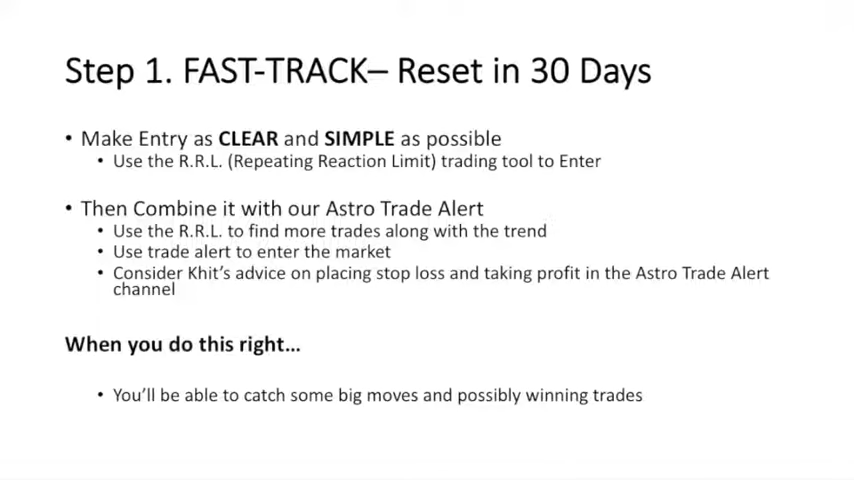 Step 1. FAST-TRACK– Reset in 30 Days
• Make Entry as CLEAR and SIMPLE as possible
• Use the R.R.L. (Repeating Reaction Limit) trading tool to Enter
• Then Combine it with our Astro Trade Alert
• Use the R.R.L. to find more trades along with the trend
• Use trade alert to enter the market
• Consider Khit's advice on placing stop loss and taking profit in the Astro Trade Alert
channel
When you do this right...
• You'll be able to catch some big moves and possibly winning trades